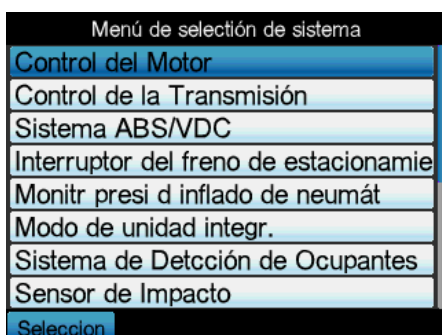 Menú de selectión de sistema
Control del Motor
Control de la Transmisión
Sistema ABS/VDC
Interruptor del freno de estacionamie
Monitr presi d inflado de neumát
Modo de unidad integr.
Sistema de Detcción de Ocupantes
Sensor de Impacto
Seleccion